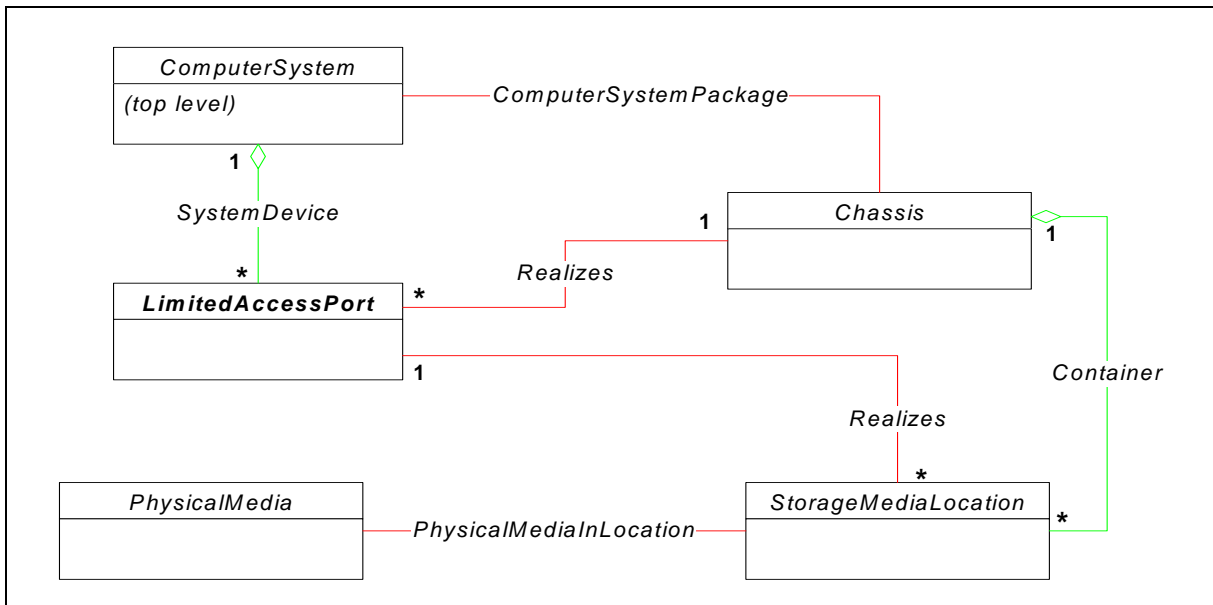 ComputerSystem
(top level)
ComputerSystemPackage
1
SystemDevice
Chassis
1
1
Realizes
*
*
LimitedAccessPort
1
Container
Realizes
*
PhysicalMedia
StorageMediaLocation
*
PhysicalMediaInLocation